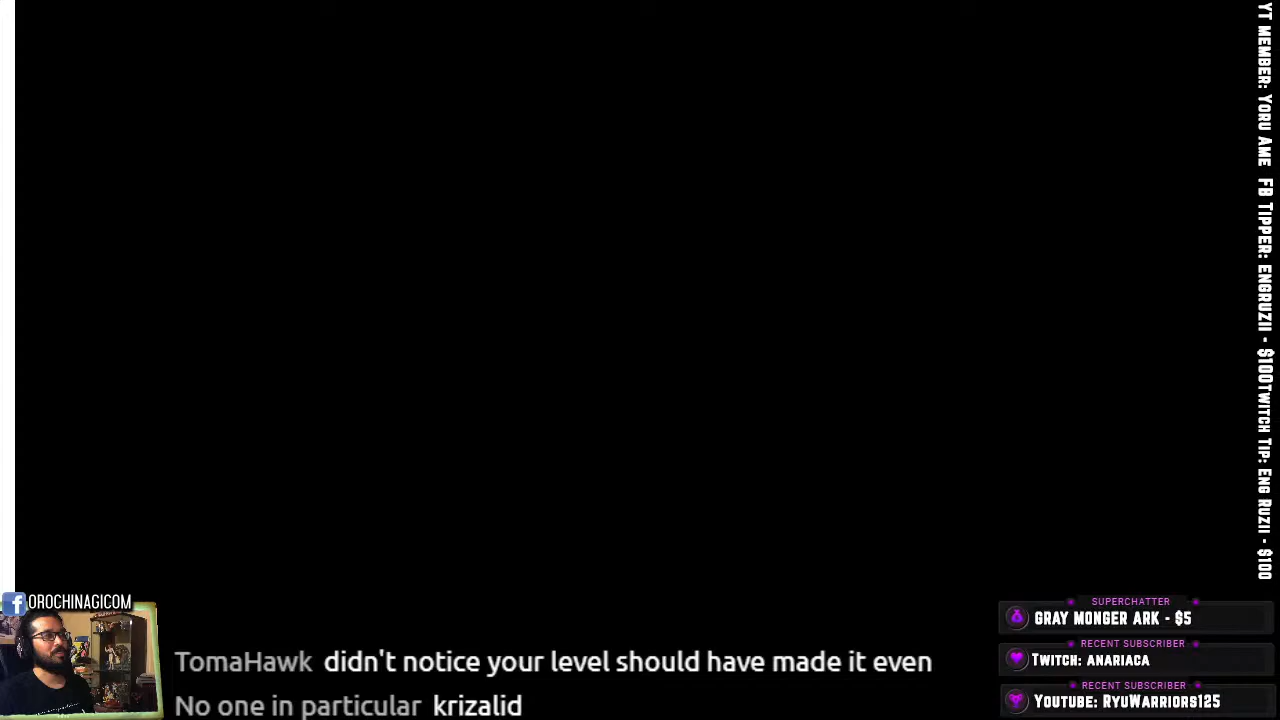 YT MEMBER: YORU AME FB TIPPER: ENGRUZII - $100TWITCH TIP: ENG RUZII - $100
OROCHINAGICOM
TomaHawk didn't notice your level should have made it even
No one in particular krizalid
SUPERCHATTER
GRAY MONGER ARK - $5
RECENT SUBSCRIBER
TWITCH: ANARIACA
RECENT SUBSCRIBER
YOUTUBE: RYUWARRIORS125